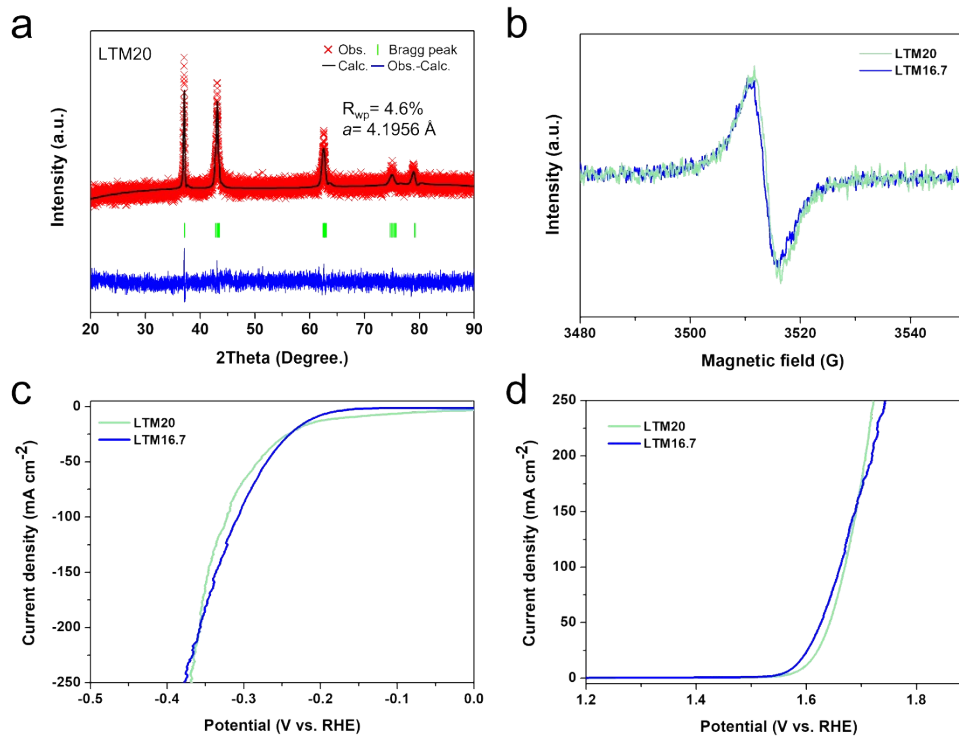 a
LTM20
× Obs. | Bragg peak
— Calc. — Obs.-Calc.
Rwp= 4.6%
a= 4.1956 Å
Intensity (a.u.)
20 30 40 50 60 70 80 90
2Theta (Degree.)
b
LTM20
LTM16.7
Intensity (a.u.)
3480 3500 3520 3540
Magnetic field (G)
c
LTM20
LTM16.7
Current density (mA cm-2)
0
-50
-100
-150
-200
-250
-0.5 -0.4 -0.3 -0.2 -0.1 0.0
Potential (V vs. RHE)
d
LTM20
LTM16.7
Current density (mA cm-2)
250
200
150
100
50
0
1.2 1.4 1.6 1.8
Potential (V vs. RHE)